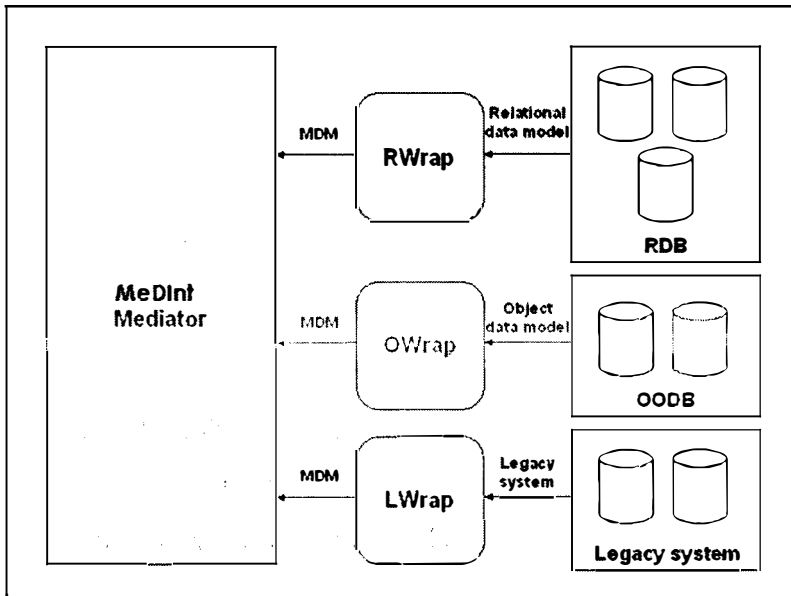 MeDInt
Mediator
MDM
RWrap
Relational
data model
RDB
MDM
OWrap
Object
data model
OODB
MDM
LWrap
Legacy
system
Legacy system